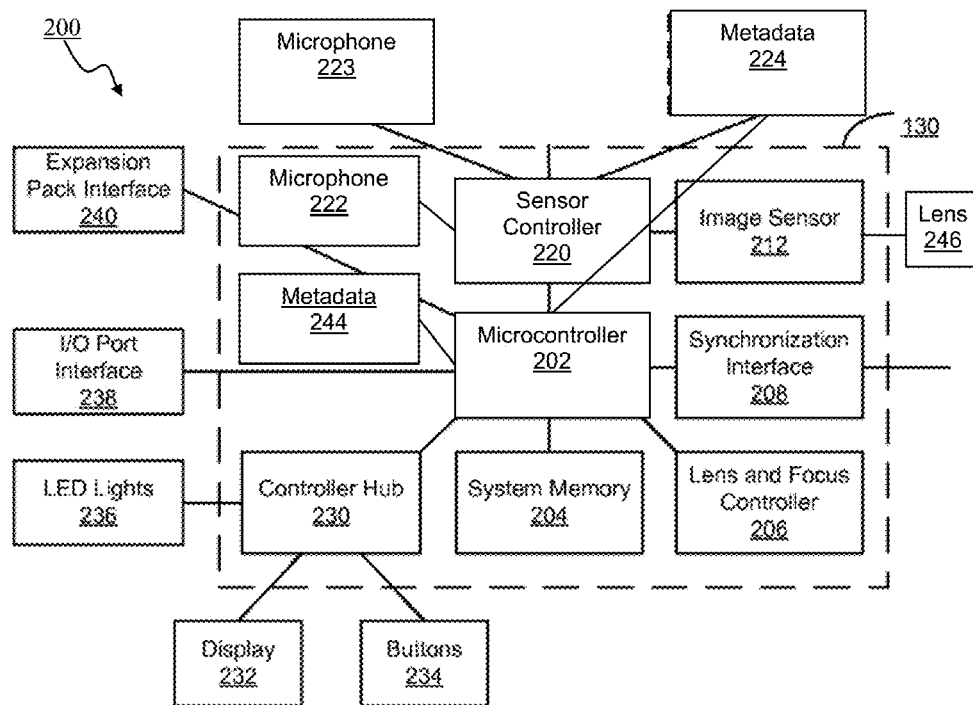 200
Microphone
223
Metadata
224
130
Expansion
Pack Interface
240
Microphone
222
Sensor
Controller
220
Image Sensor
212
Lens
246
Metadata
244
I/O Port
Interface
238
Microcontroller
202
Synchronization
Interface
208
LED Lights
236
Controller Hub
230
System Memory
204
Lens and Focus
Controller
206
Display
232
Buttons
234